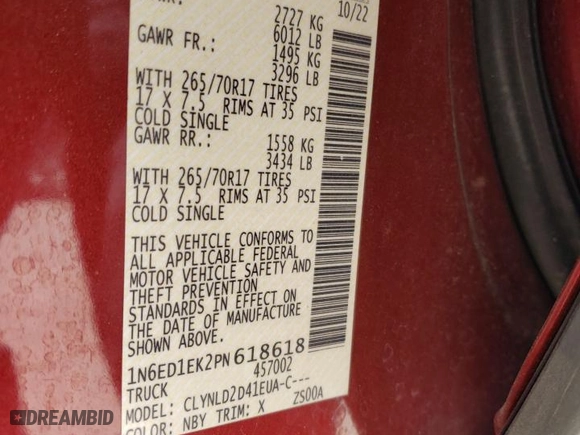 10/22
2727 KG
6012 LB
GAWR FR.: 1495 KG
3296 LB
WITH 265/70R17 TIRES
17 X 7.5 RIMS AT 35 PSI
COLD SINGLE
GAWR RR.: 1558 KG
3434 LB
WITH 265/70R17 TIRES
17 X 7.5 RIMS AT 35 PSI
COLD SINGLE
THIS VEHICLE CONFORMS TO
ALL APPLICABLE FEDERAL
MOTOR VEHICLE SAFETY AND
THEFT PREVENTION
STANDARDS IN EFFECT ON
THE DATE OF MANUFACTURE
SHOWN ABOVE.
1N6ED1EK2PN618618
TRUCK 457002
MODEL: CLYNLD2D41EUA-C---
COLOR: NBY TRIM: X ZS00A
DREAMBID